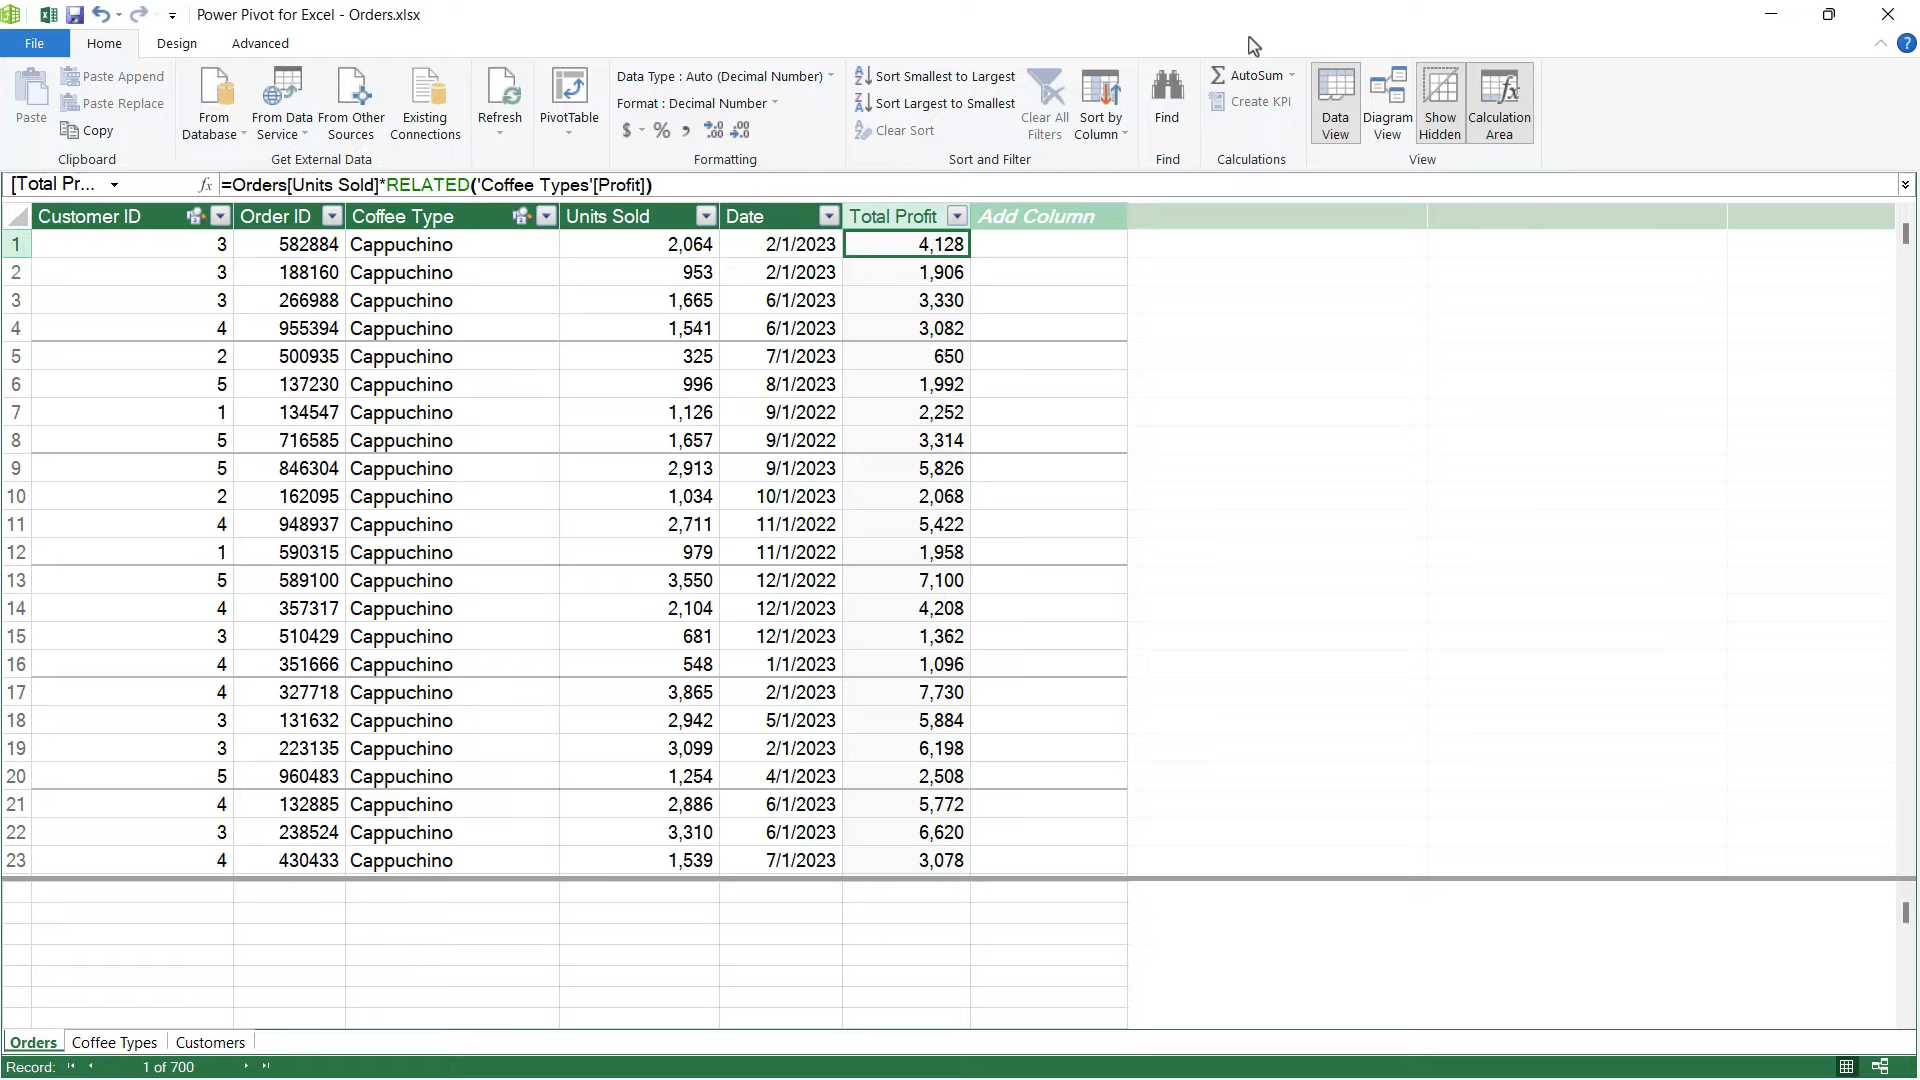 Power Pivot for Excel - Orders.xlsx
File Home Design Advanced
Paste
Paste Append
Paste Replace
Copy
Clipboard
From Database
From Data Service
From Other Sources
Existing Connections
Get External Data
Refresh
PivotTable
Data Type : Auto (Decimal Number)
Format : Decimal Number
$ % ,
.00 .00
Formatting
Sort Smallest to Largest
Sort Largest to Smallest
Clear Sort
Clear All Filters
Sort by Column
Sort and Filter
Find
Find
AutoSum
Create KPI
Calculations
Data View
Diagram View
Show Hidden
Calculation Area
View
[Total Pr... fx =Orders[Units Sold]*RELATED('Coffee Types'[Profit])
Customer ID Order ID Coffee Type Units Sold Date Total Profit Add Column
1 3 582884 Cappuchino 2,064 2/1/2023 4,128
2 3 188160 Cappuchino 953 2/1/2023 1,906
3 3 266988 Cappuchino 1,665 6/1/2023 3,330
4 4 955394 Cappuchino 1,541 6/1/2023 3,082
5 2 500935 Cappuchino 325 7/1/2023 650
6 5 137230 Cappuchino 996 8/1/2023 1,992
7 1 134547 Cappuchino 1,126 9/1/2022 2,252
8 5 716585 Cappuchino 1,657 9/1/2022 3,314
9 5 846304 Cappuchino 2,913 9/1/2023 5,826
10 2 162095 Cappuchino 1,034 10/1/2023 2,068
11 4 948937 Cappuchino 2,711 11/1/2022 5,422
12 1 590315 Cappuchino 979 11/1/2022 1,958
13 5 589100 Cappuchino 3,550 12/1/2022 7,100
14 4 357317 Cappuchino 2,104 12/1/2023 4,208
15 3 510429 Cappuchino 681 12/1/2023 1,362
16 4 351666 Cappuchino 548 1/1/2023 1,096
17 4 327718 Cappuchino 3,865 2/1/2023 7,730
18 3 131632 Cappuchino 2,942 5/1/2023 5,884
19 3 223135 Cappuchino 3,099 2/1/2023 6,198
20 5 960483 Cappuchino 1,254 4/1/2023 2,508
21 4 132885 Cappuchino 2,886 6/1/2023 5,772
22 3 238524 Cappuchino 3,310 6/1/2023 6,620
23 4 430433 Cappuchino 1,539 7/1/2023 3,078
Orders Coffee Types Customers
Record: 1 of 700